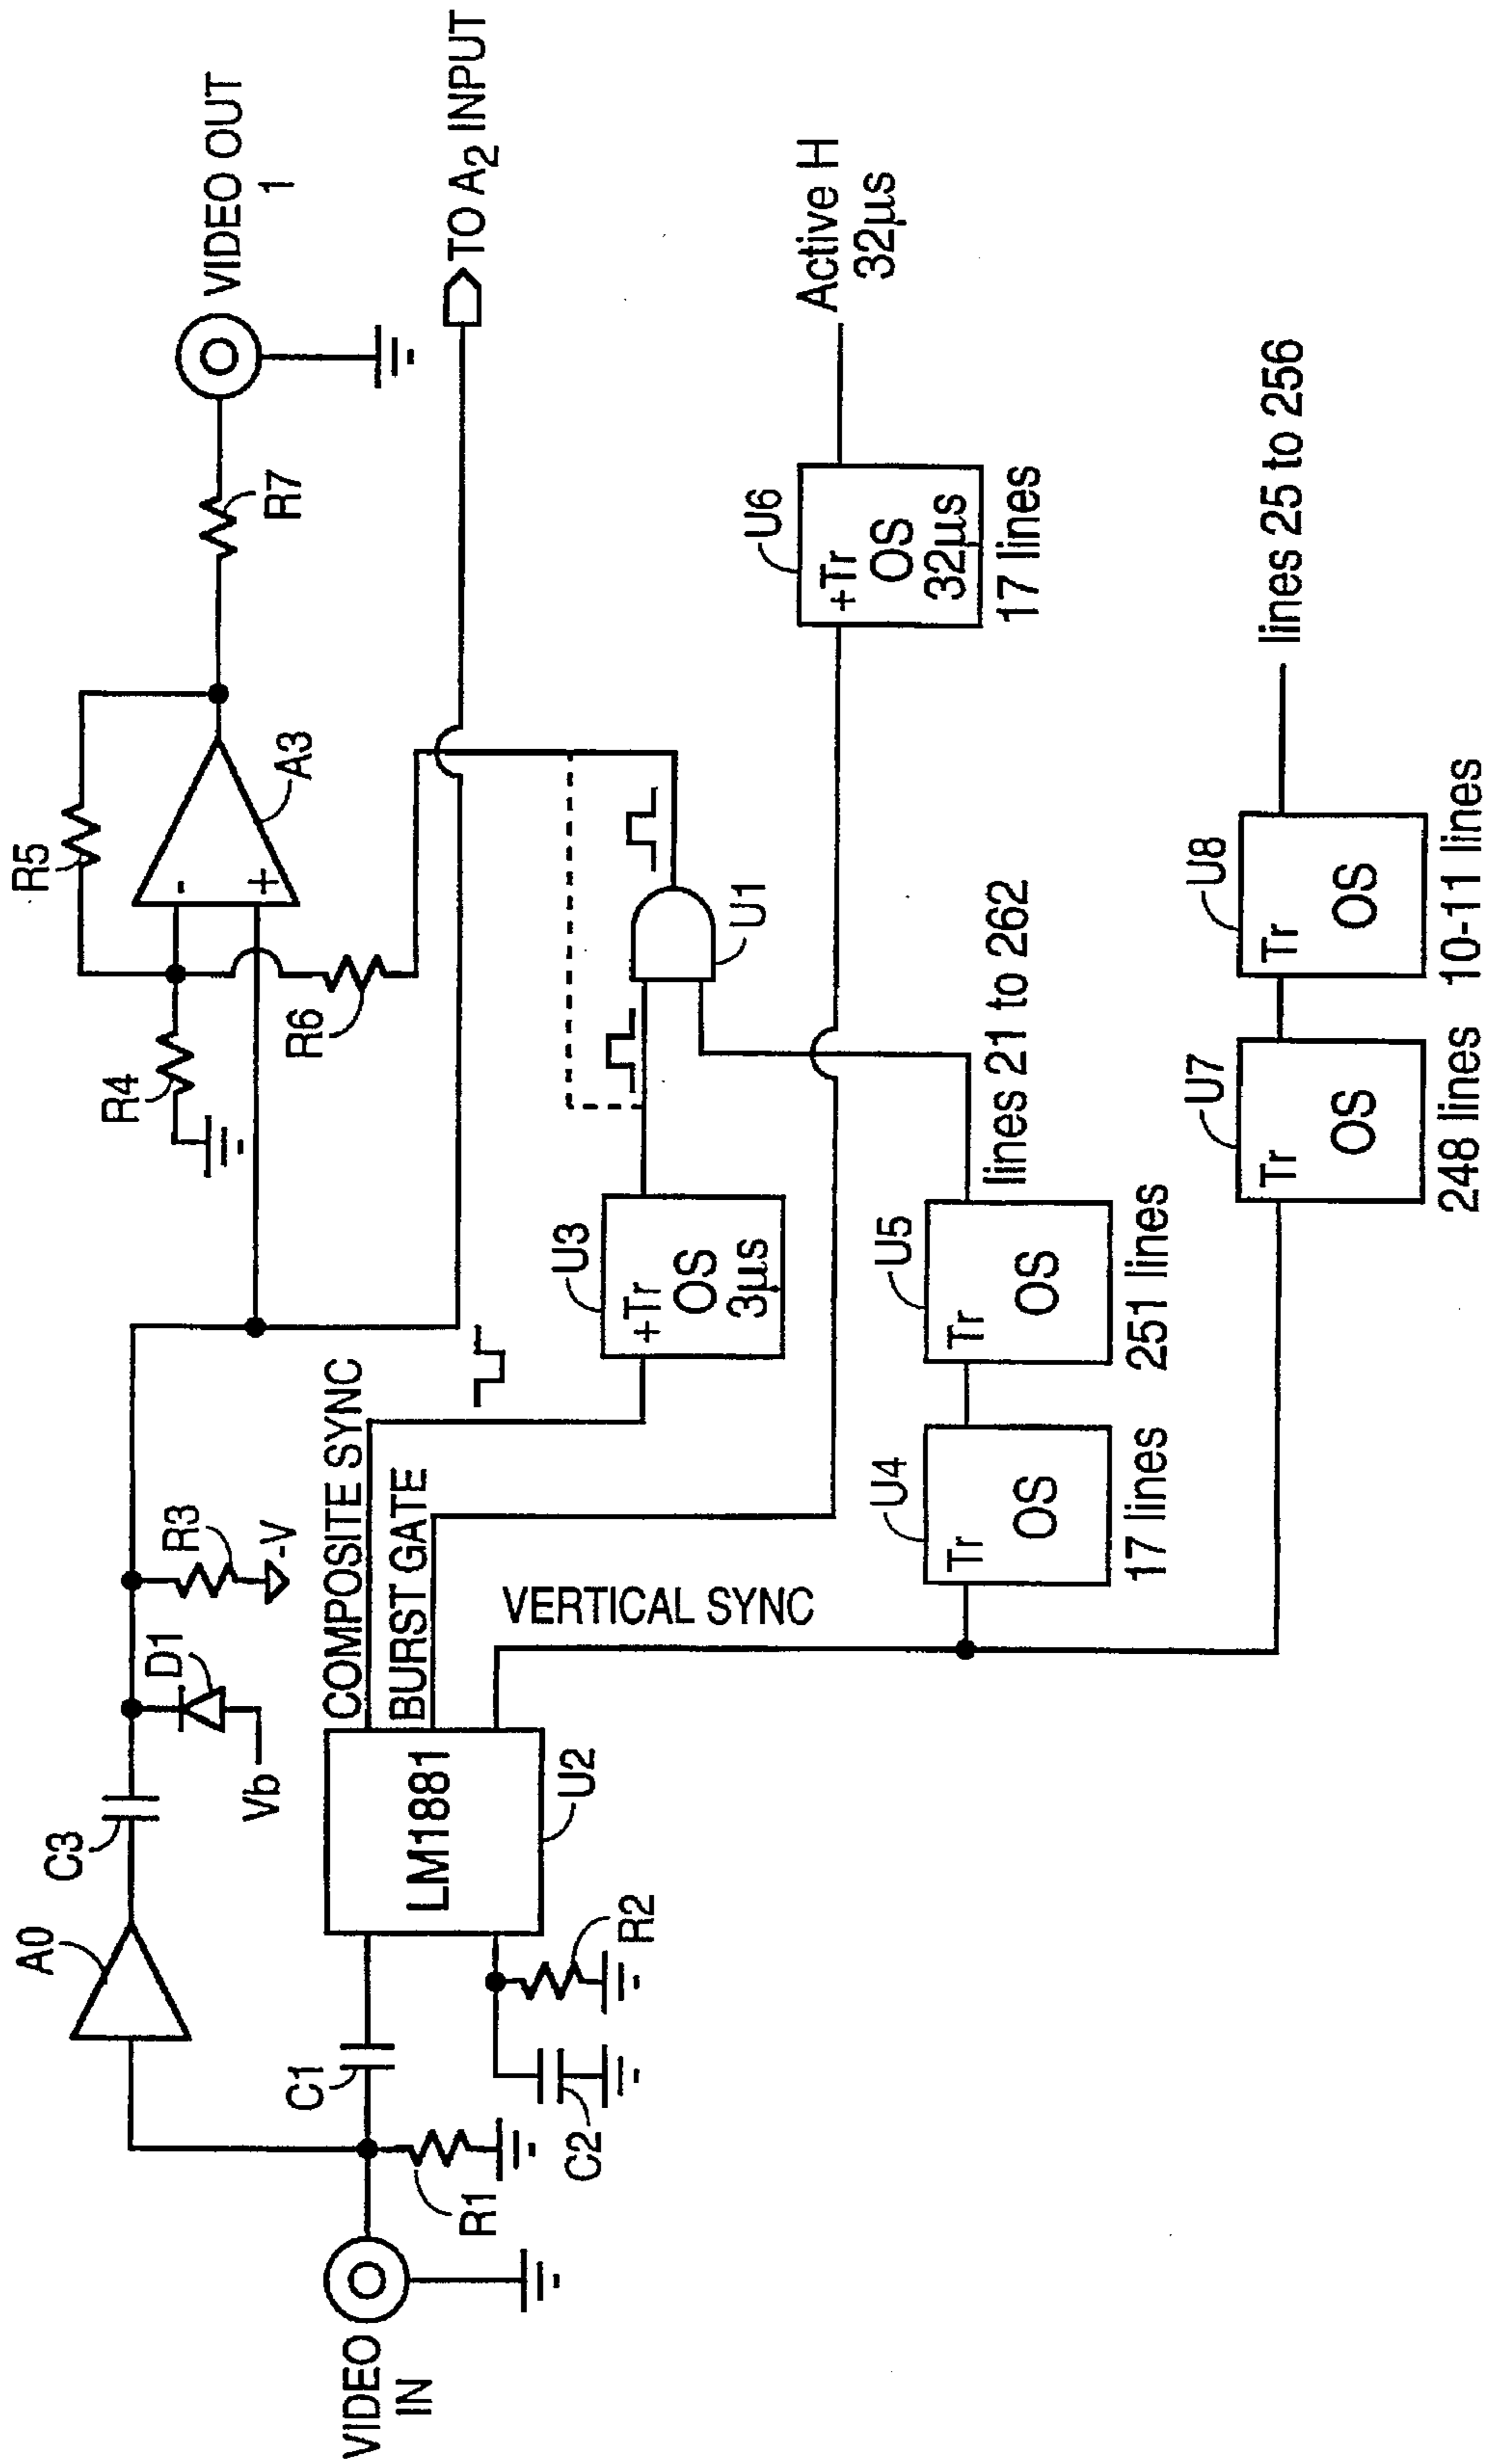 VIDEO
IN
R1
A0
C1
C2
R2
LM1881
U2
C3
Vb
D1
R3
-V
COMPOSITE SYNC
BURST GATE
VERTICAL SYNC
R4
R5
R6
-
+
A3
R7
VIDEO OUT
1
TO A2 INPUT
U3
+Tr
OS
3µs
U1
U4
Tr
OS
17 lines
U5
Tr
OS
251 lines
lines 21 to 262
U6
+Tr
OS
32µs
17 lines
Active H
32µs
U7
Tr
OS
248 lines
U8
Tr
OS
10-11 lines
lines 25 to 256